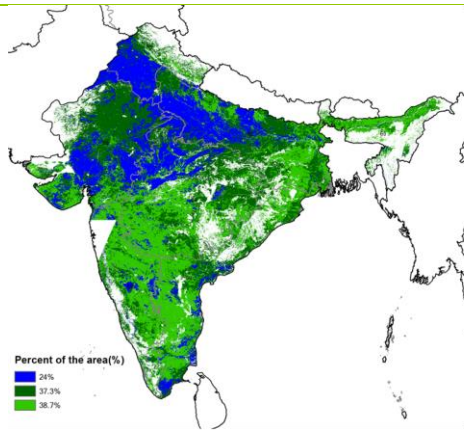 Percent of the area(%)
24%
37.3%
38.7%